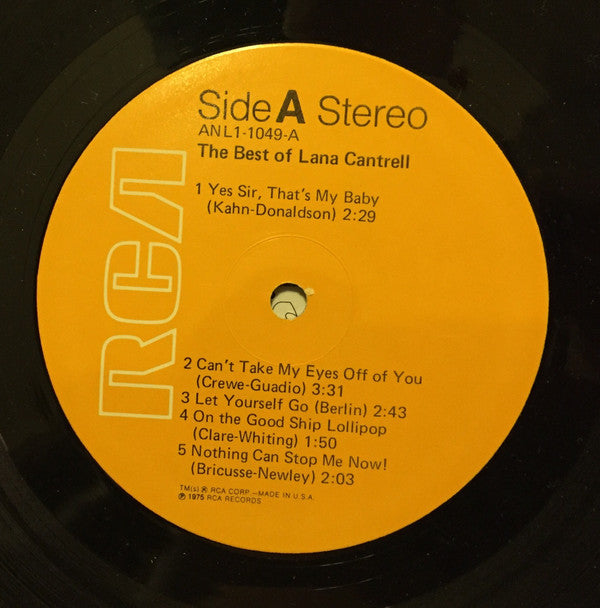 Side A Stereo
ANL1-1049-A
The Best of Lana Cantrell
1 Yes Sir, That's My Baby
(Kahn-Donaldson) 2:29
RCA
2 Can't Take My Eyes Off of You
(Crewe-Guadio) 3:31
3 Let Yourself Go (Berlin) 2:43
4 On the Good Ship Lollipop
(Clare-Whiting) 1:50
5 Nothing Can Stop Me Now!
(Bricusse-Newley) 2:03
TM(s) ® RCA CORP —MADE IN U.S.A.
℗ 1975 RCA RECORDS